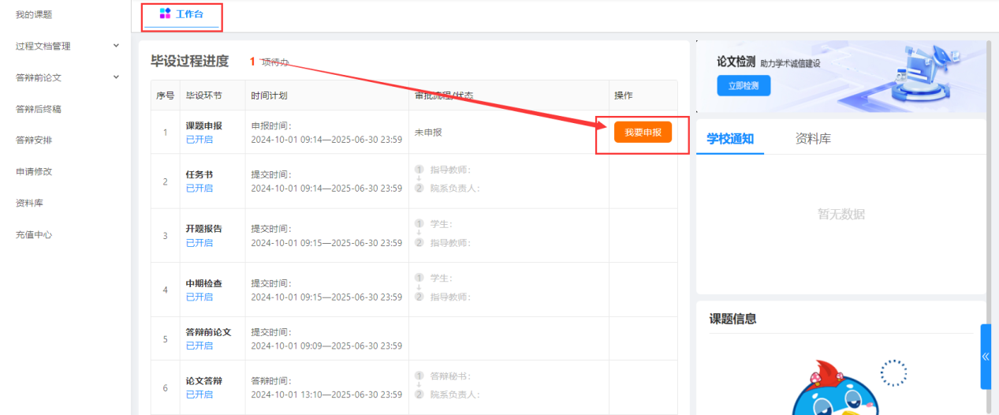 我的课题
过程文档管理
答辩前论文
答辩后终稿
答辩安排
申请修改
资料库
充值中心
工作台
毕设过程进度 1 项待办
序号 毕设环节 时间计划 审批流程/状态 操作
1 课题申报 已开启 申报时间: 未申报 我要申报
2024-10-01 09:14—2025-06-30 23:59
2 任务书 已开启 提交时间: 1 指导教师:
2024-10-01 09:14—2025-06-30 23:59 2 院系负责人:
3 开题报告 已开启 提交时间: 1 学生:
2024-10-01 09:15—2025-06-30 23:59 2 指导教师:
4 中期检查 已开启 提交时间: 1 学生:
2024-10-01 09:15—2025-06-30 23:59 2 指导教师:
5 答辩前论文 已开启 提交时间:
2024-10-01 09:09—2025-06-30 23:59
6 论文答辩 已开启 答辩时间: 1 答辩秘书:
2024-10-01 13:10—2025-06-30 23:59 2 院系负责人:
论文检测 助力学术诚信建设
立即检测
学校通知 资料库
暂无数据
课题信息